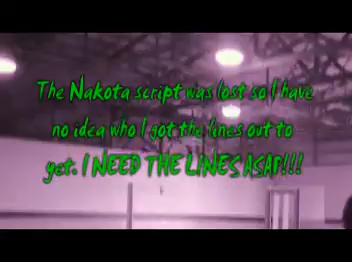 The Nakota script was lost so I have
no idea who I got the lines out to
yet. I NEED THE LINES ASAP!!!